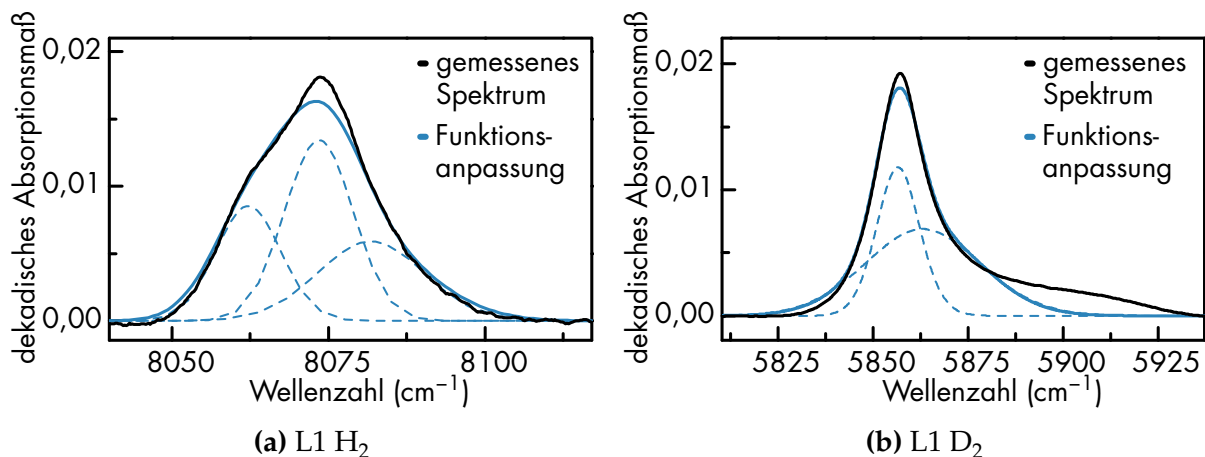 dekadisches Absorptionsmaß
0,02
0,01
0,00
gemessenes
Spektrum
Funktions-
anpassung
8050
8075
8100
Wellenzahl (cm⁻¹)
(a) L1 H₂
dekadisches Absorptionsmaß
0,02
0,01
0,00
gemessenes
Spektrum
Funktions-
anpassung
5825
5850
5875
5900
5925
Wellenzahl (cm⁻¹)
(b) L1 D₂